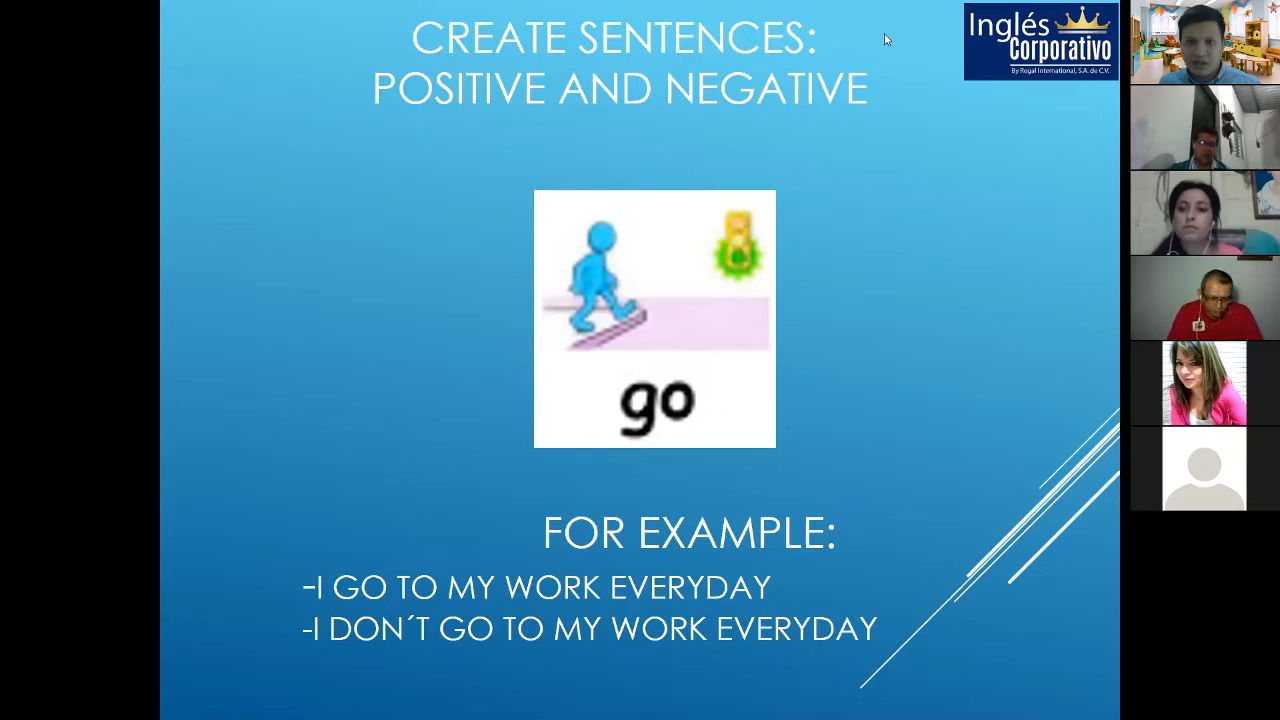 CREATE SENTENCES:
POSITIVE AND NEGATIVE
Inglés
Corporativo
By Regal International, S.A. de C.V.
go
FOR EXAMPLE:
-I GO TO MY WORK EVERYDAY
-I DON´T GO TO MY WORK EVERYDAY